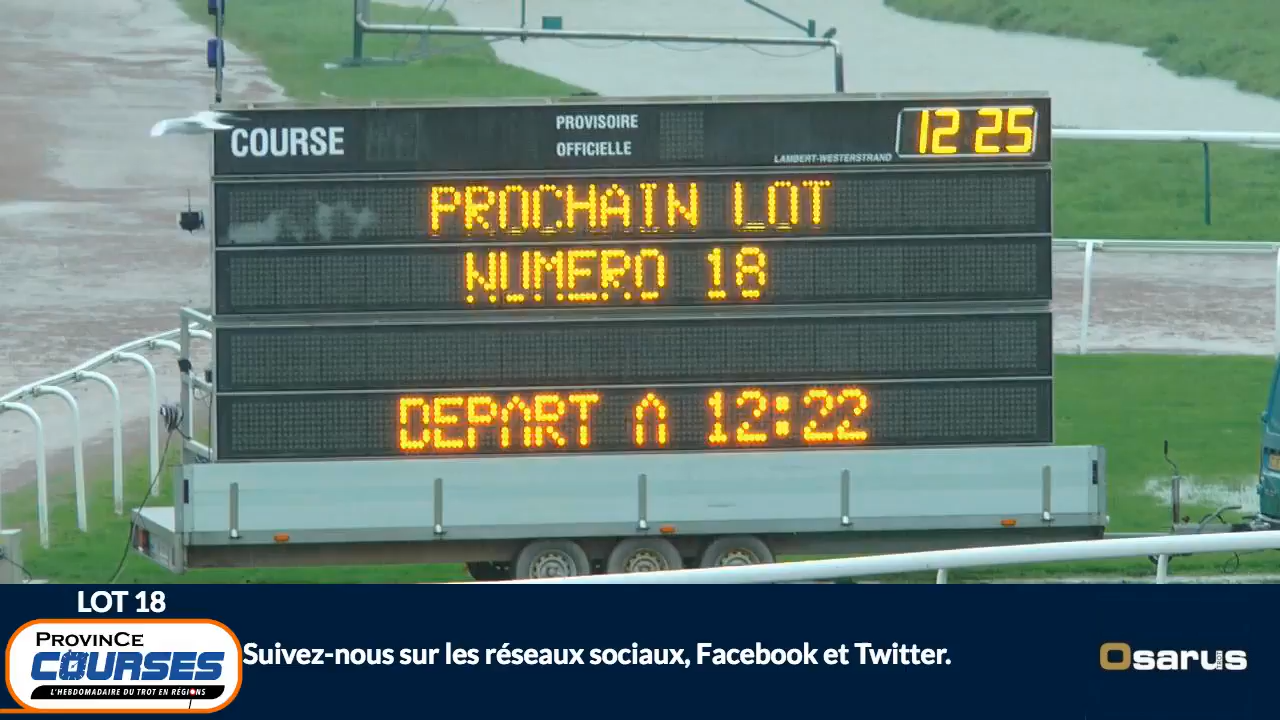 COURSE
PROVISOIRE
OFFICIELLE
LAMBERT-WESTERSTRAND
12 25
PROCHAIN LOT
NUMERO 18
DEPART A 12:22
LOT 18
PROVINCE
COURSES
L'HEBDOMADAIRE DU TROT EN RÉGIONS
Suivez-nous sur les réseaux sociaux, Facebook et Twitter.
Osarus